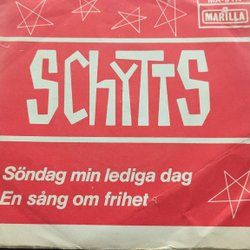 MARILLA
SCHYTTS
Söndag min lediga dag
En sång om frihet